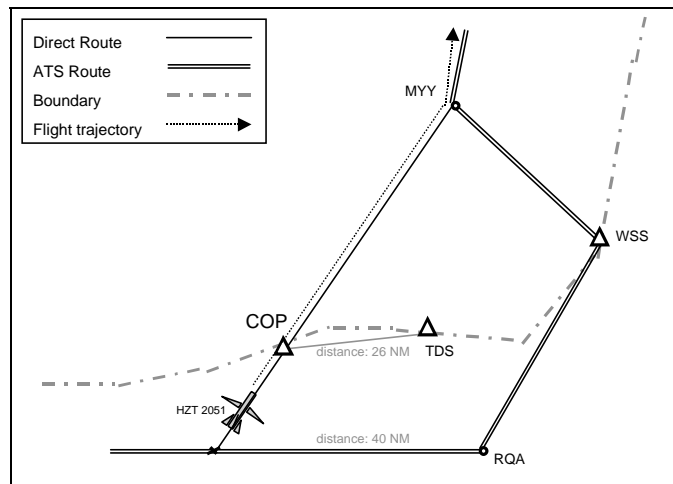 Direct Route
ATS Route
Boundary
Flight trajectory
MYY
WSS
COP
distance: 26 NM
TDS
HZT 2051
distance: 40 NM
RQA